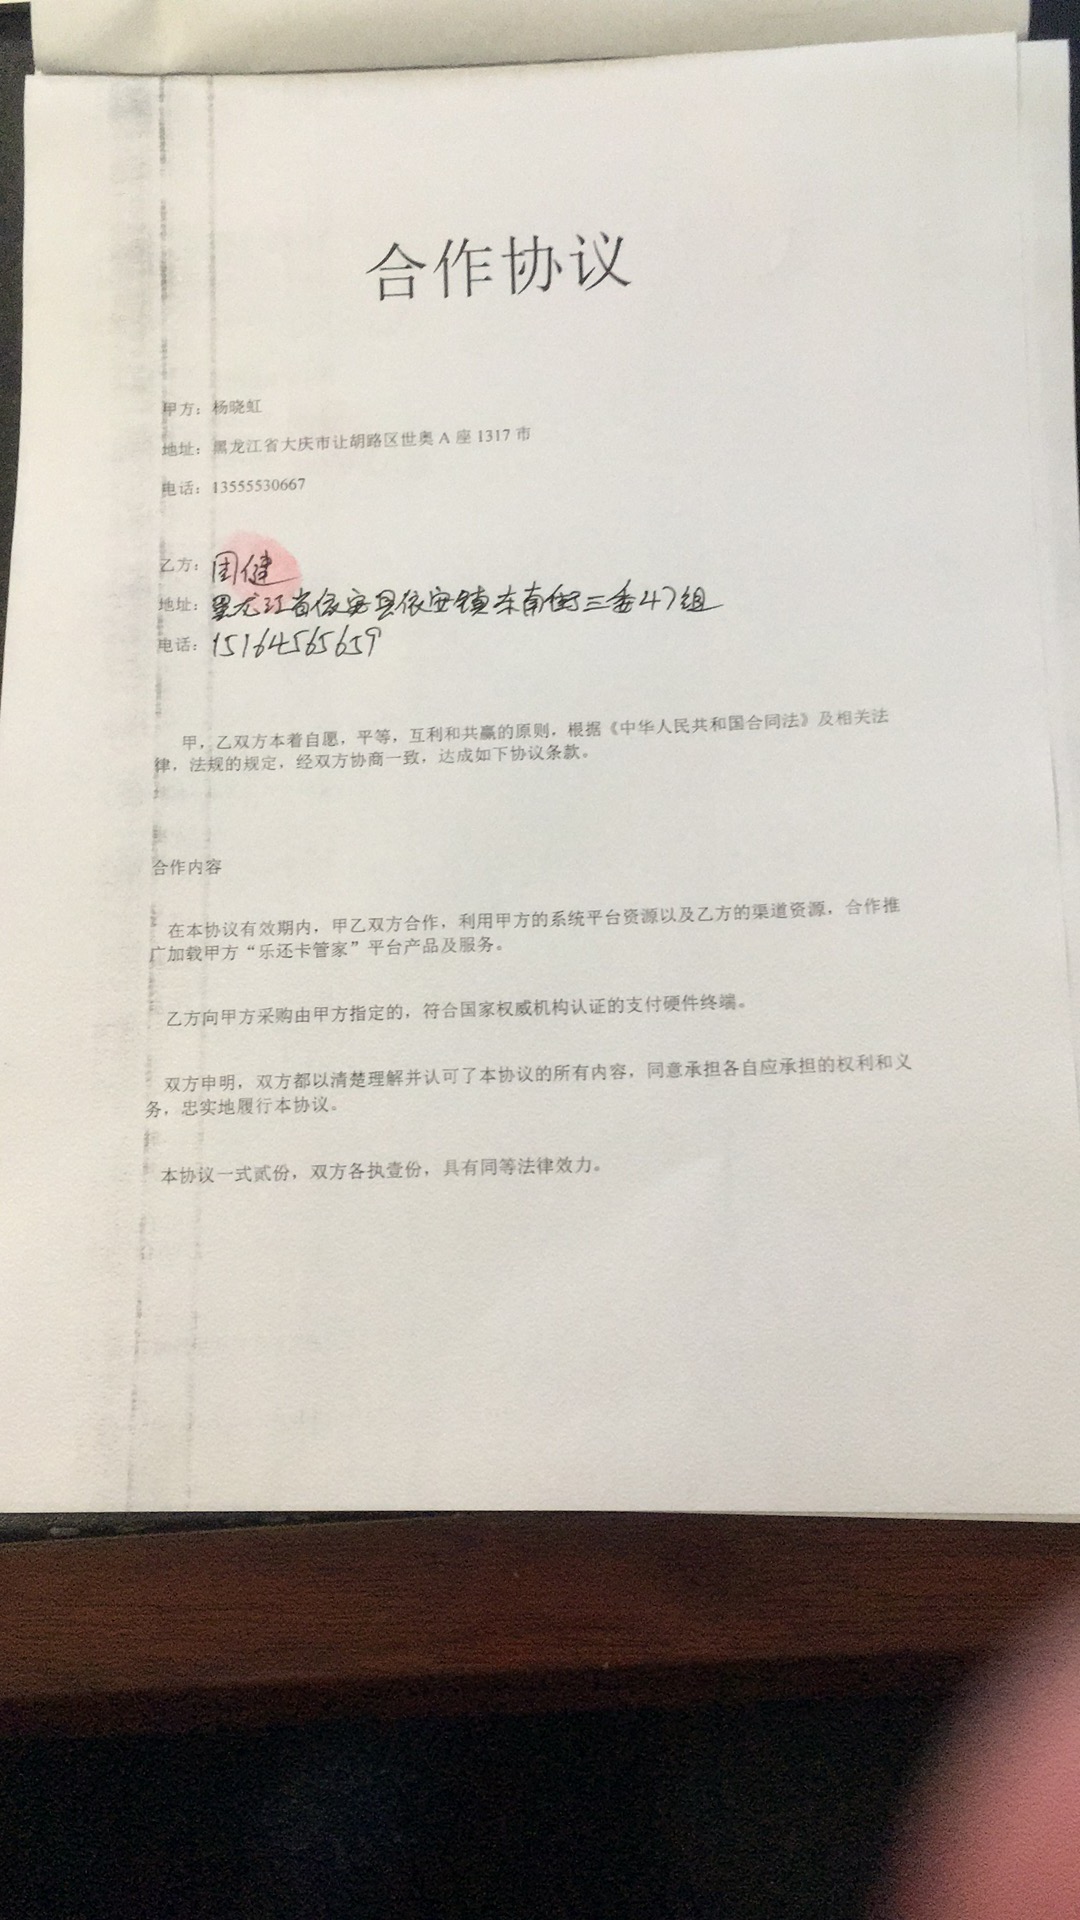 合作协议
甲方：杨晓虹
地址：黑龙江省大庆市让胡路区世奥 A 座 1317 市
电话：13555530667
乙方：周健
地址：黑龙江省依安县依安镇东南街三委47组
电话：15164565659
甲，乙双方本着自愿，平等，互利和共赢的原则，根据《中华人民共和国合同法》及相关法
律，法规的规定，经双方协商一致，达成如下协议条款。
合作内容
在本协议有效期内，甲乙双方合作，利用甲方的系统平台资源以及乙方的渠道资源，合作推
广加载甲方“乐还卡管家”平台产品及服务。
乙方向甲方采购由甲方指定的，符合国家权威机构认证的支付硬件终端。
双方申明，双方都以清楚理解并认可了本协议的所有内容，同意承担各自应承担的权利和义
务，忠实地履行本协议。
本协议一式贰份，双方各执壹份，具有同等法律效力。